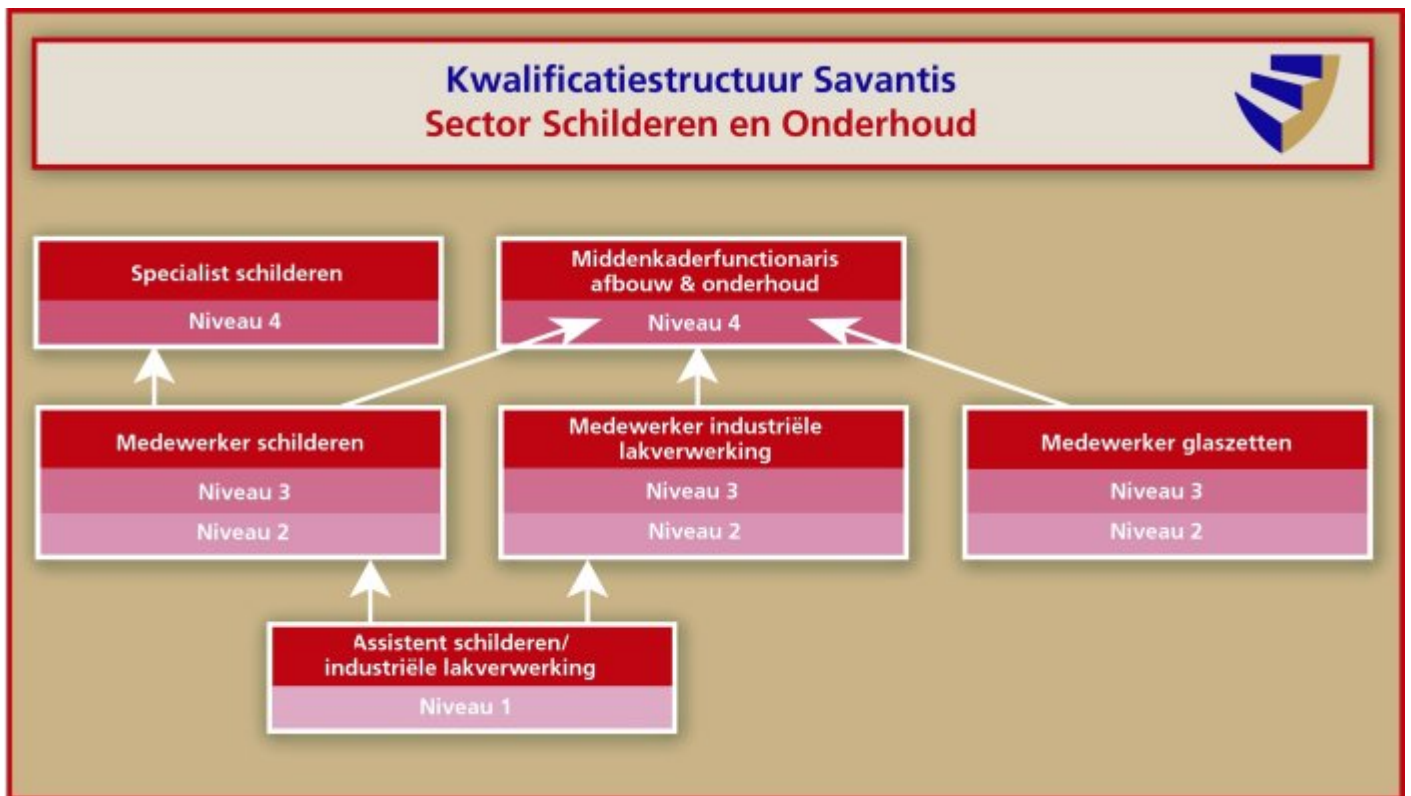 Kwalificatiestructuur Savantis
Sector Schilderen en Onderhoud
Specialist schilderen
Niveau 4
Middenkaderfunctionaris
afbouw & onderhoud
Niveau 4
Medewerker schilderen
Niveau 3
Niveau 2
Medewerker industriële
lakverwerking
Niveau 3
Niveau 2
Medewerker glaszetten
Niveau 3
Niveau 2
Assistent schilderen/
industriële lakverwerking
Niveau 1